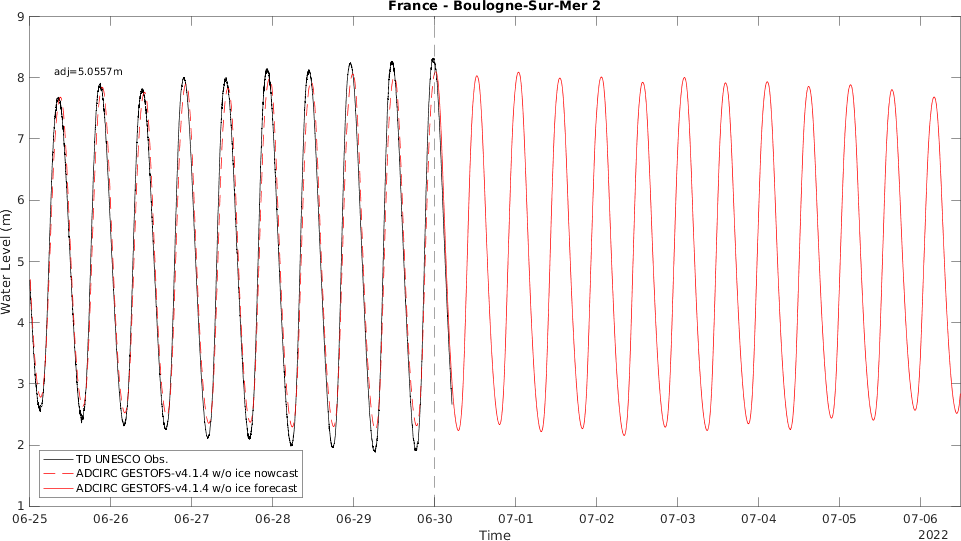 France - Boulogne-Sur-Mer 2
adj=5.0557m
9
8
7
6
5
4
3
2
1
Water Level (m)
TD UNESCO Obs.
ADCIRC GESTOFS-v4.1.4 w/o ice nowcast
ADCIRC GESTOFS-v4.1.4 w/o ice forecast
06-25 06-26 06-27 06-28 06-29 06-30 07-01 07-02 07-03 07-04 07-05 07-06
Time
2022